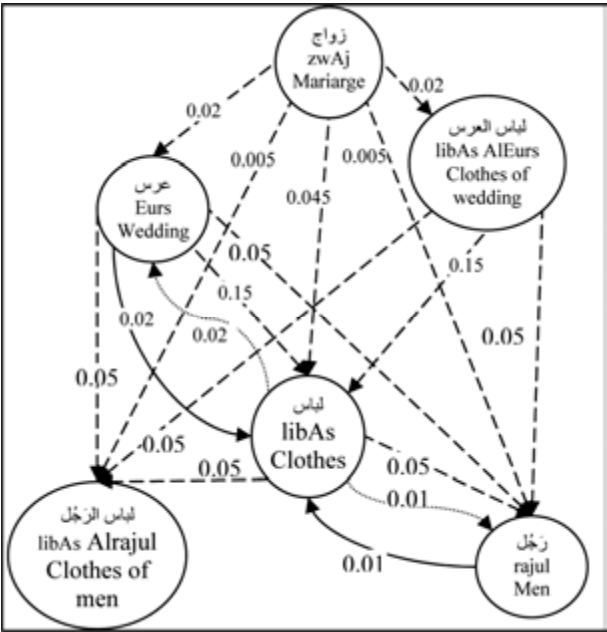 زواج
zwAj
Mariarge
0.02
0.02
لباس العرس
libAs AlEurs
Clothes of
wedding
عرس
Eurs
Wedding
0.005
0.005
0.045
0.05
0.15
0.15
0.02
0.02
0.05
0.05
لباس
libAs
Clothes
0.05
0.05
0.05
0.01
لباس الرَجُل
libAs Alrajul
Clothes of
men
0.01
رَجُل
rajul
Men